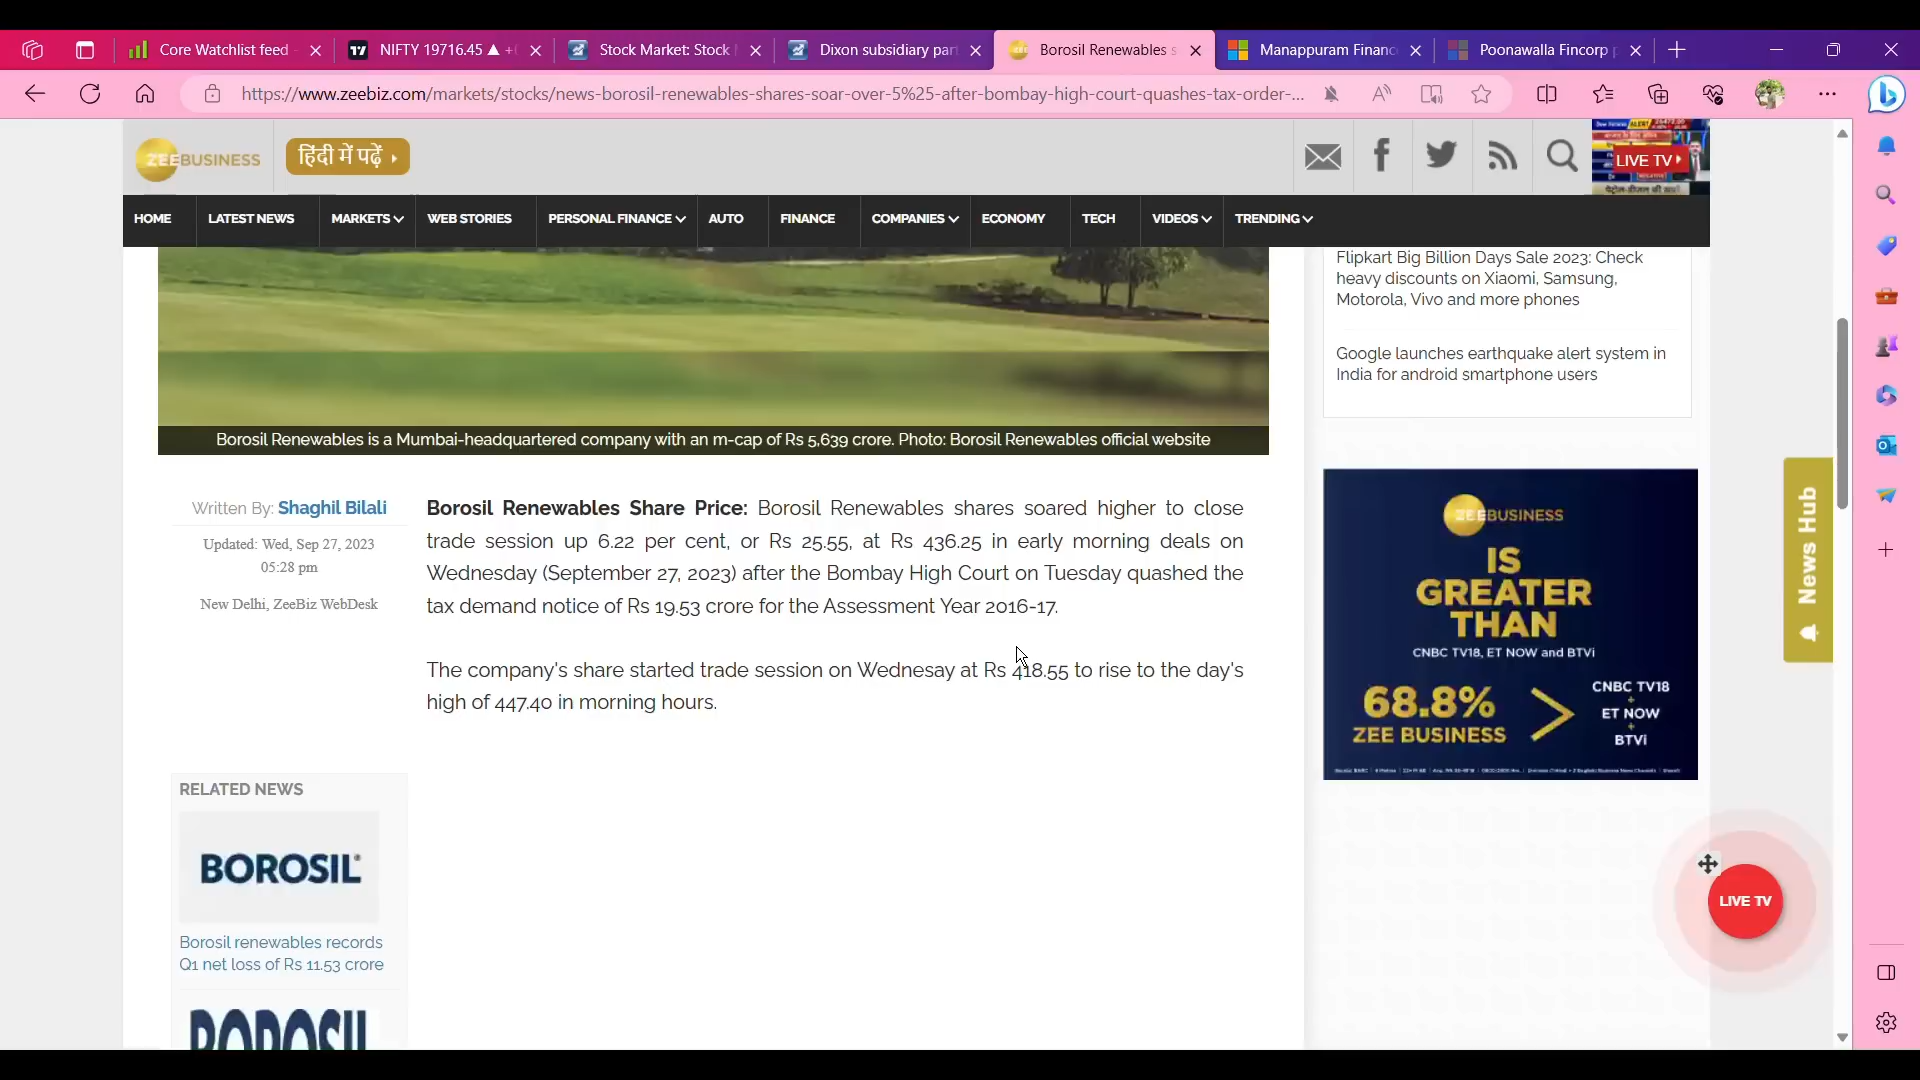 Core Watchlist feed
NIFTY 19716.45 ▲ +
Stock Market: Stock
Dixon subsidiary par
Borosil Renewables s
Manappuram Financ
Poonawalla Fincorp p
https://www.zeebiz.com/markets/stocks/news-borosil-renewables-shares-soar-over-5%25-after-bombay-high-court-quashes-tax-order-...
ZEEBUSINESS
हिंदी में पढ़ें
LIVE TV
HOME
LATEST NEWS
MARKETS
WEB STORIES
PERSONAL FINANCE
AUTO
FINANCE
COMPANIES
ECONOMY
TECH
VIDEOS
TRENDING
Borosil Renewables is a Mumbai-headquartered company with an m-cap of Rs 5,639 crore. Photo: Borosil Renewables official website
Written By: Shaghil Bilali
Updated: Wed, Sep 27, 2023
05:28 pm
New Delhi, ZeeBiz WebDesk
Borosil Renewables Share Price: Borosil Renewables shares soared higher to close
trade session up 6.22 per cent, or Rs 25.55, at Rs 436.25 in early morning deals on
Wednesday (September 27, 2023) after the Bombay High Court on Tuesday quashed the
tax demand notice of Rs 19.53 crore for the Assessment Year 2016-17.
The company's share started trade session on Wednesay at Rs 418.55 to rise to the day's
high of 447.40 in morning hours.
RELATED NEWS
BOROSIL
Borosil renewables records
Q1 net loss of Rs 11.53 crore
BOROSIL
Flipkart Big Billion Days Sale 2023: Check
heavy discounts on Xiaomi, Samsung,
Motorola, Vivo and more phones
Google launches earthquake alert system in
India for android smartphone users
ZEEBUSINESS
IS
GREATER
THAN
CNBC TV18, ET NOW and BTVi
68.8%
ZEE BUSINESS
>
CNBC TV18
+
ET NOW
+
BTVi
News Hub
LIVE TV